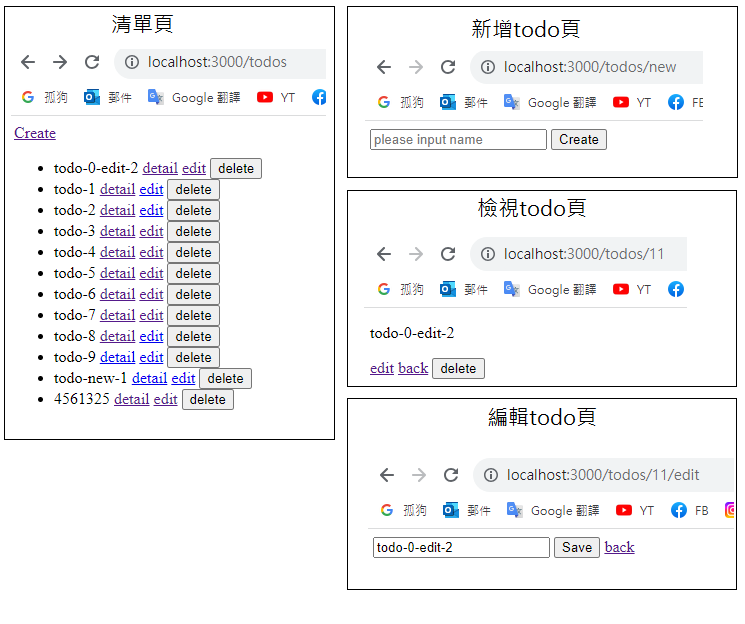 清單頁
localhost:3000/todos
孤狗 郵件 Google 翻譯 YT
Create
todo-0-edit-2 detail edit delete
todo-1 detail edit delete
todo-2 detail edit delete
todo-3 detail edit delete
todo-4 detail edit delete
todo-5 detail edit delete
todo-6 detail edit delete
todo-7 detail edit delete
todo-8 detail edit delete
todo-9 detail edit delete
todo-new-1 detail edit delete
4561325 detail edit delete
新增todo頁
localhost:3000/todos/new
孤狗 郵件 Google 翻譯 YT FB
please input name Create
檢視todo頁
localhost:3000/todos/11
孤狗 郵件 Google 翻譯 YT
todo-0-edit-2
edit back delete
編輯todo頁
localhost:3000/todos/11/edit
孤狗 郵件 Google 翻譯 YT FB
todo-0-edit-2 Save back